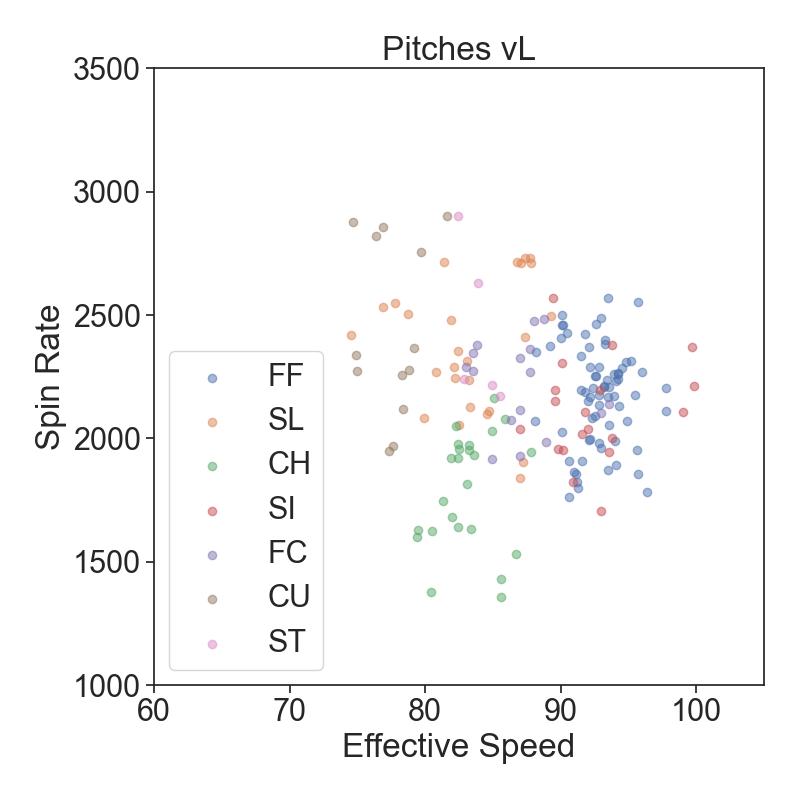 Pitches vL
3500
3000
2500
2000
1500
1000
Spin Rate
FF
SL
CH
SI
FC
CU
ST
60 70 80 90 100
Effective Speed